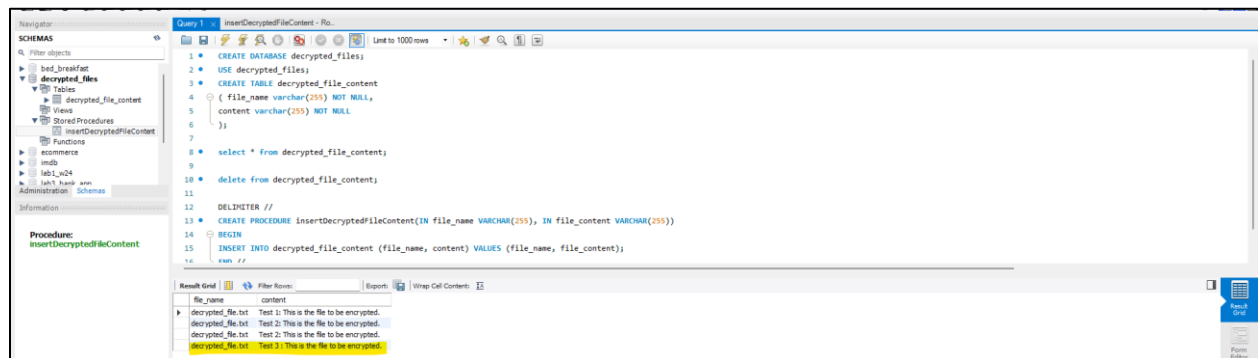 Navigator
SCHEMAS
Filter objects
bed_breakfast
decrypted_files
Tables
decrypted_file_content
Views
Stored Procedures
insertDecryptedFileContent
Functions
ecommerce
imdb
lab1_w24
lab3_bank_app
Administration Schemas
Information
Procedure:
insertDecryptedFileContent
Query 1 insertDecryptedFileContent - Ro...
Limit to 1000 rows
1 CREATE DATABASE decrypted_files;
2 USE decrypted_files;
3 CREATE TABLE decrypted_file_content
4 ( file_name varchar(255) NOT NULL,
5 content varchar(255) NOT NULL
6 );
7
8 select * from decrypted_file_content;
9
10 delete from decrypted_file_content;
11
12 DELIMITER //
13 CREATE PROCEDURE insertDecryptedFileContent(IN file_name VARCHAR(255), IN file_content VARCHAR(255))
14 BEGIN
15 INSERT INTO decrypted_file_content (file_name, content) VALUES (file_name, file_content);
16 END //
Result Grid Filter Rows: Export: Wrap Cell Content:
file_name content
decrypted_file.txt Test 1: This is the file to be encrypted.
decrypted_file.txt Test 2: This is the file to be encrypted.
decrypted_file.txt Test 2: This is the file to be encrypted.
decrypted_file.txt Test 3 : This is the file to be encrypted.
Result
Grid
Form
Editor